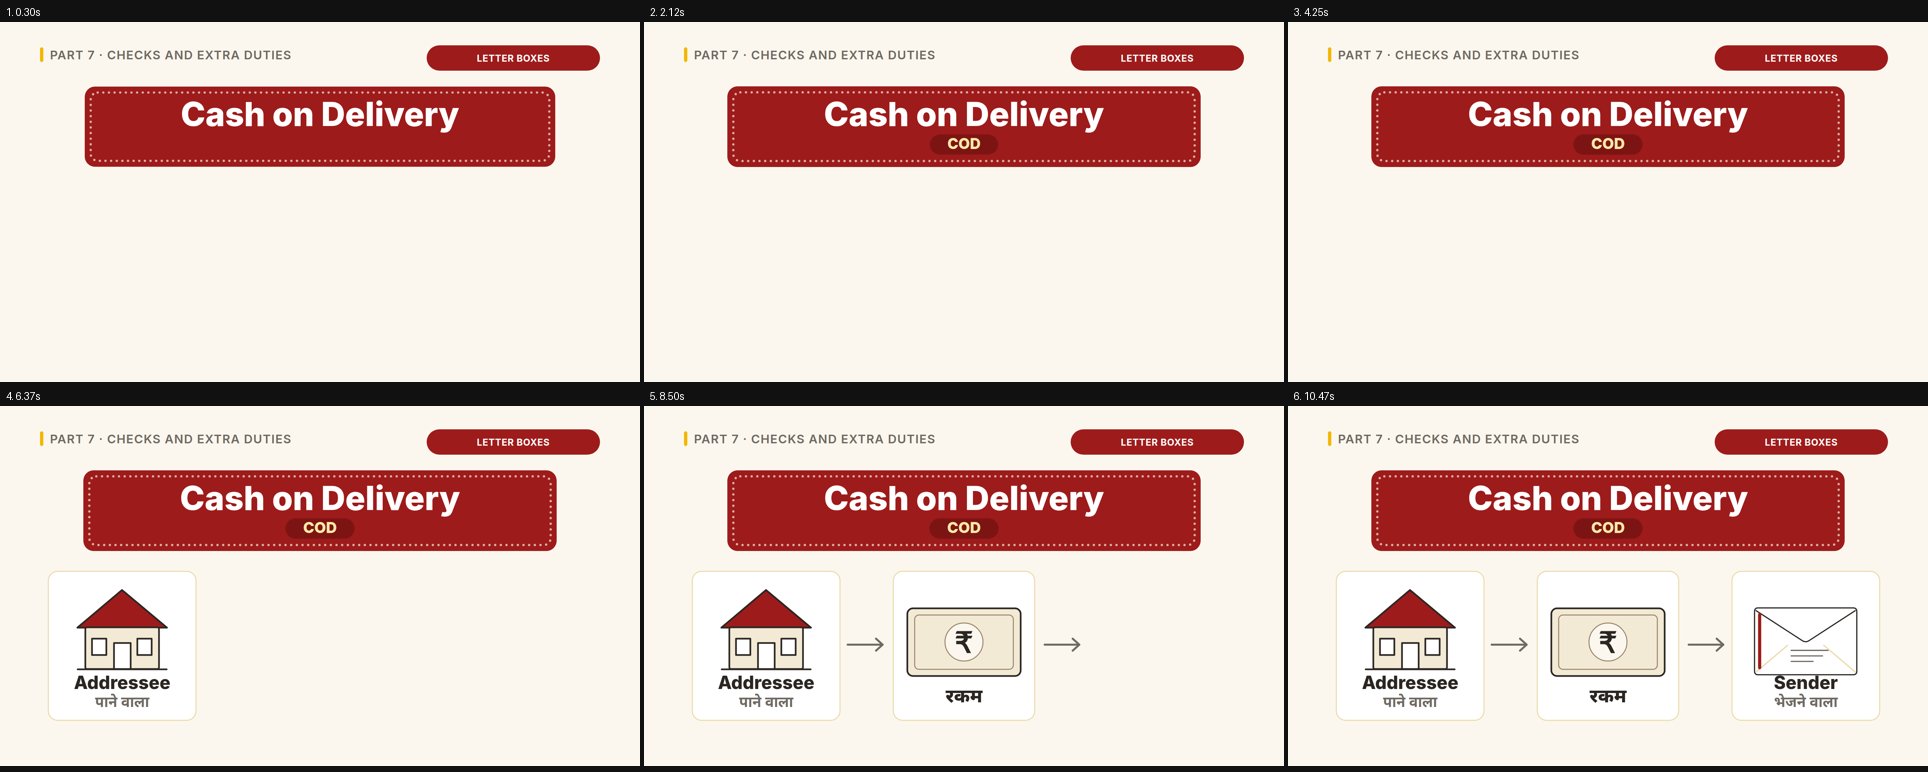 1. 0.30s
PART 7 · CHECKS AND EXTRA DUTIES
LETTER BOXES
Cash on Delivery
2. 2.12s
PART 7 · CHECKS AND EXTRA DUTIES
LETTER BOXES
Cash on Delivery
COD
3. 4.25s
PART 7 · CHECKS AND EXTRA DUTIES
LETTER BOXES
Cash on Delivery
COD
4. 6.37s
PART 7 · CHECKS AND EXTRA DUTIES
LETTER BOXES
Cash on Delivery
COD
Addressee
पाने वाला
5. 8.50s
PART 7 · CHECKS AND EXTRA DUTIES
LETTER BOXES
Cash on Delivery
COD
Addressee
पाने वाला
₹
रकम
6. 10.47s
PART 7 · CHECKS AND EXTRA DUTIES
LETTER BOXES
Cash on Delivery
COD
Addressee
पाने वाला
₹
रकम
Sender
भेजने वाला